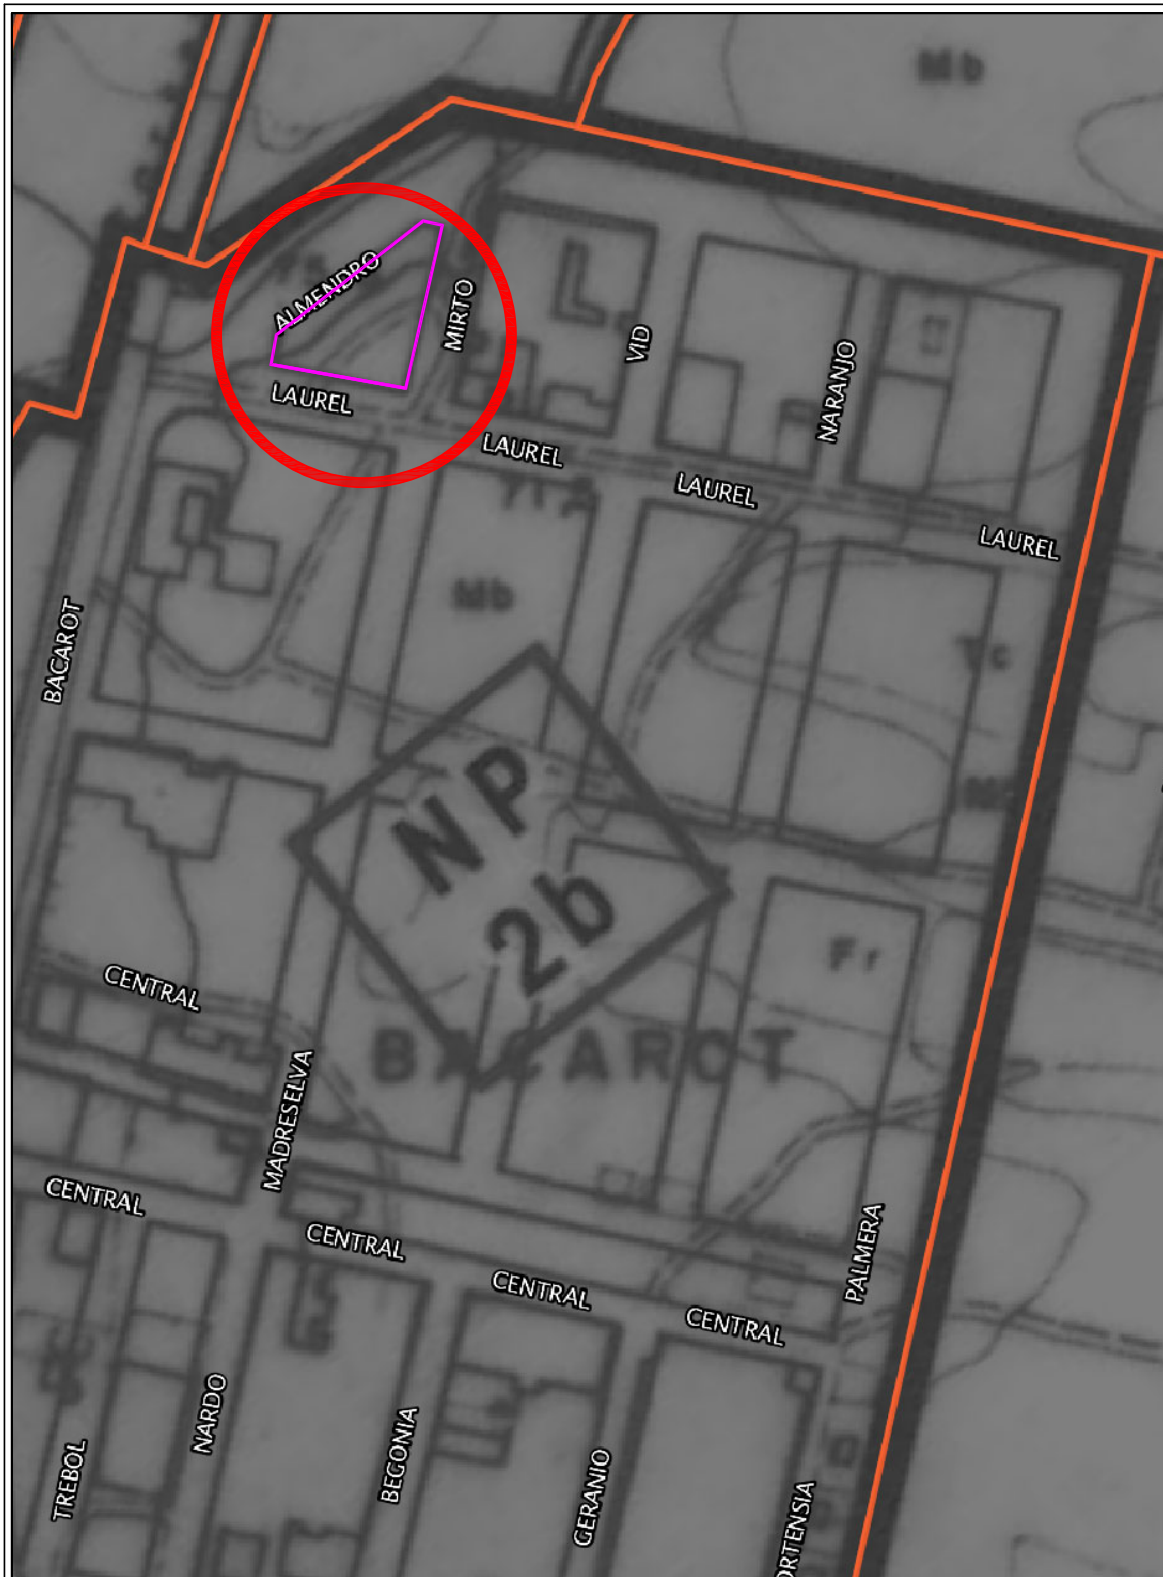 Mb
ALMENDRO
MIRTO
VID
NARANJO
LAUREL
LAUREL
LAUREL
LAUREL
Mb
BACAROT
NP
2b
Fr
CENTRAL
BACAROT
MADRESELVA
CENTRAL
CENTRAL
CENTRAL
CENTRAL
PALMERA
NARDO
BEGONIA
TREBOL
GERANIO
ORTENSIA